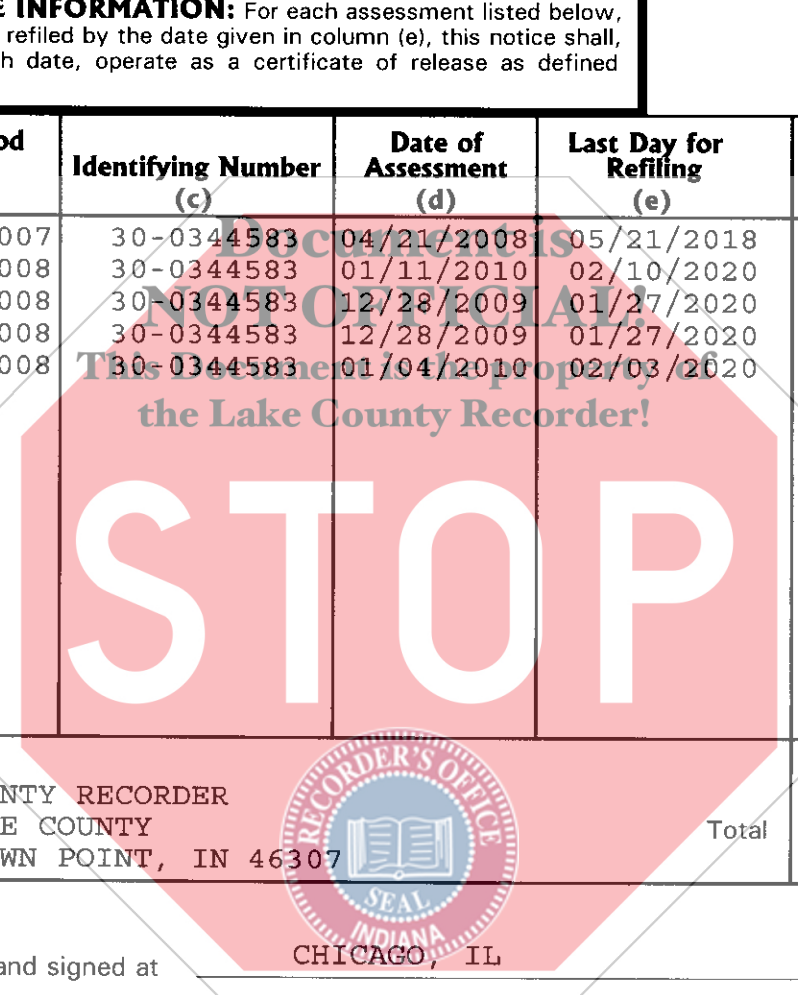 E INFORMATION: For each assessment listed below,
refiled by the date given in column (e), this notice shall,
h date, operate as a certificate of release as defined
od Identifying Number Date of Assessment Last Day for Refiling
(c) (d) (e)
007 30-0344583 04/21/2008 05/21/2018
008 30-0344583 01/11/2010 02/10/2020
008 30-0344583 12/28/2009 01/27/2020
008 30-0344583 12/28/2009 01/27/2020
008 30-0344583 01/04/2010 02/03/2020
Document is
NOT OFFICIAL!
This Document is the property of
the Lake County Recorder!
STOP
NTY RECORDER
E COUNTY
WN POINT, IN 46307
Total
RECORDER'S OFFICE
SEAL
INDIANA
and signed at CHICAGO, IL